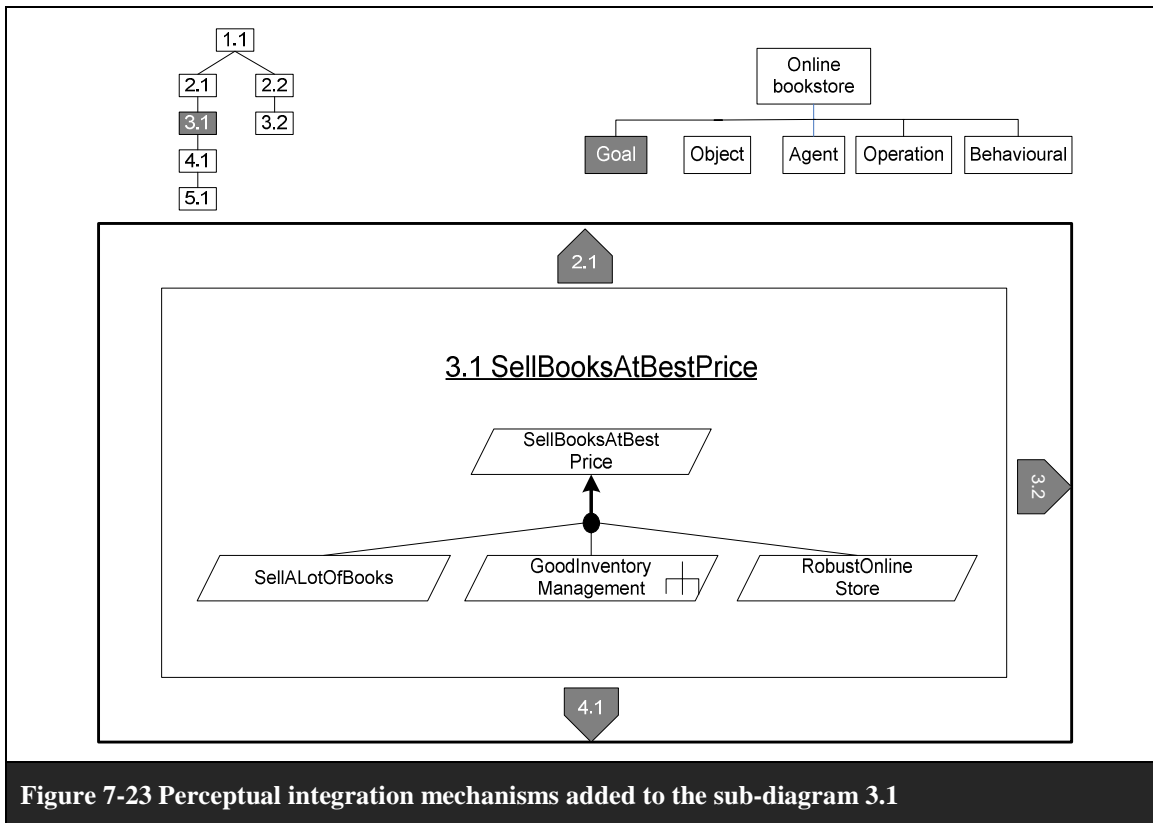 1.1
2.1 2.2
3.1 3.2
4.1
5.1
Online
bookstore
Goal Object Agent Operation Behavioural
2.1
3.1 SellBooksAtBestPrice
SellBooksAtBest
Price
3.2
SellALotOfBooks
GoodInventory
Management
RobustOnline
Store
4.1
Figure 7-23 Perceptual integration mechanisms added to the sub-diagram 3.1